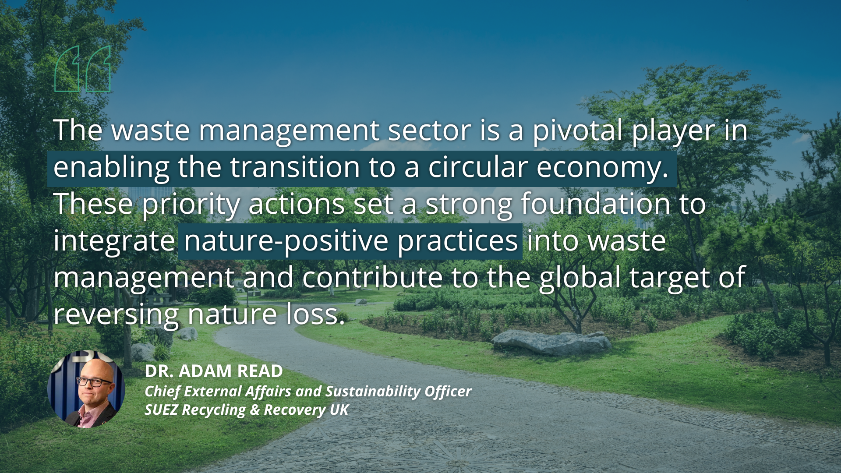 The waste management sector is a pivotal player in
enabling the transition to a circular economy.
These priority actions set a strong foundation to
integrate nature-positive practices into waste
management and contribute to the global target of
reversing nature loss.
DR. ADAM READ
Chief External Affairs and Sustainability Officer
SUEZ Recycling & Recovery UK